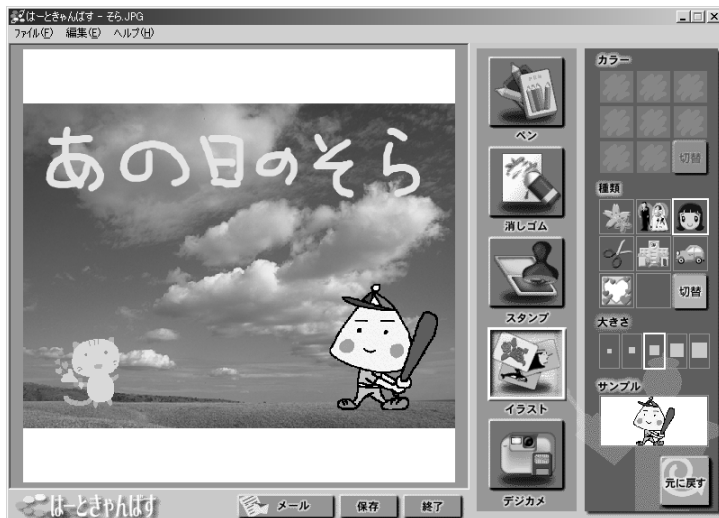 はーときゃんばす - そら.JPG
ファイル(F) 編集(E) ヘルプ(H)
あの日のそら
ペン
消しゴム
スタンプ
イラスト
デジカメ
カラー
切替
種類
切替
大きさ
サンプル
元に戻す
はーときゃんばす
メール
保存
終了